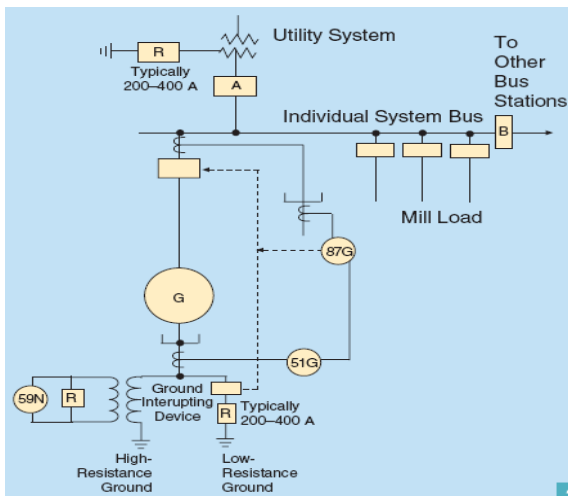 Utility System
R
Typically
200–400 A
A
To
Other
Bus
Stations
Individual System Bus
B
Mill Load
87G
G
51G
59N
R
Ground
Interupting
Device
R
Typically
200–400 A
High-
Resistance
Ground
Low-
Resistance
Ground